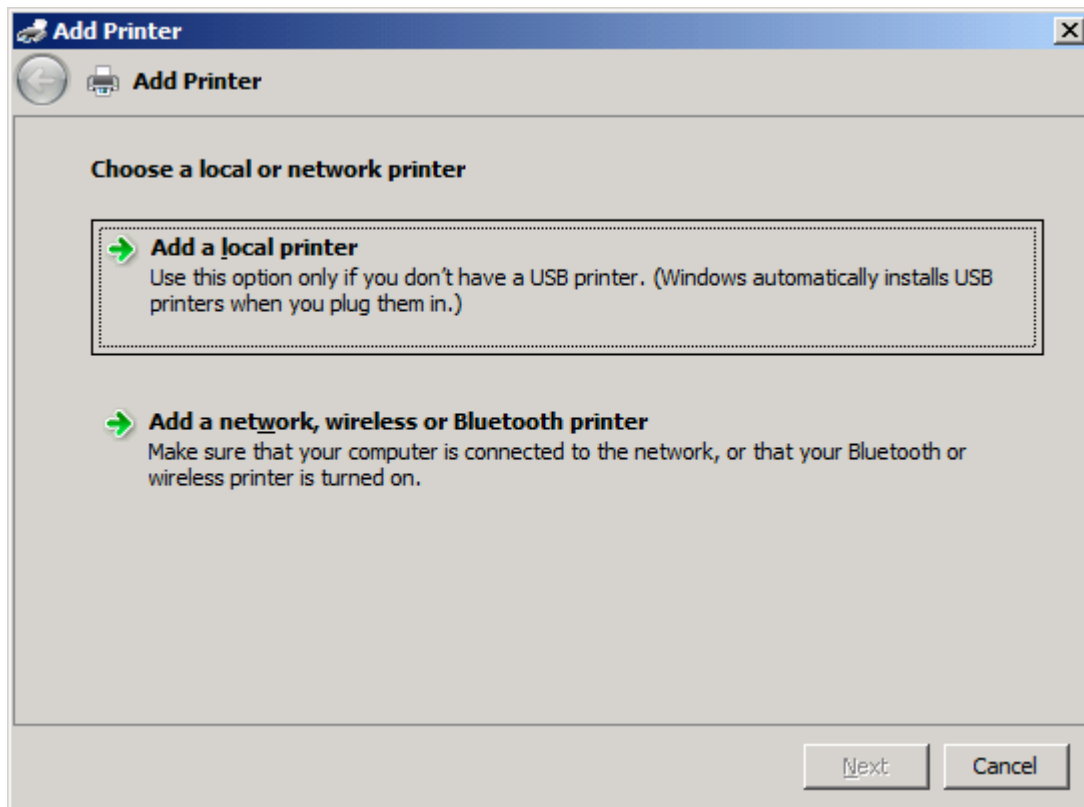 Add Printer
Add Printer
Choose a local or network printer
Add a local printer
Use this option only if you don't have a USB printer. (Windows automatically installs USB
printers when you plug them in.)
Add a network, wireless or Bluetooth printer
Make sure that your computer is connected to the network, or that your Bluetooth or
wireless printer is turned on.
Next
Cancel